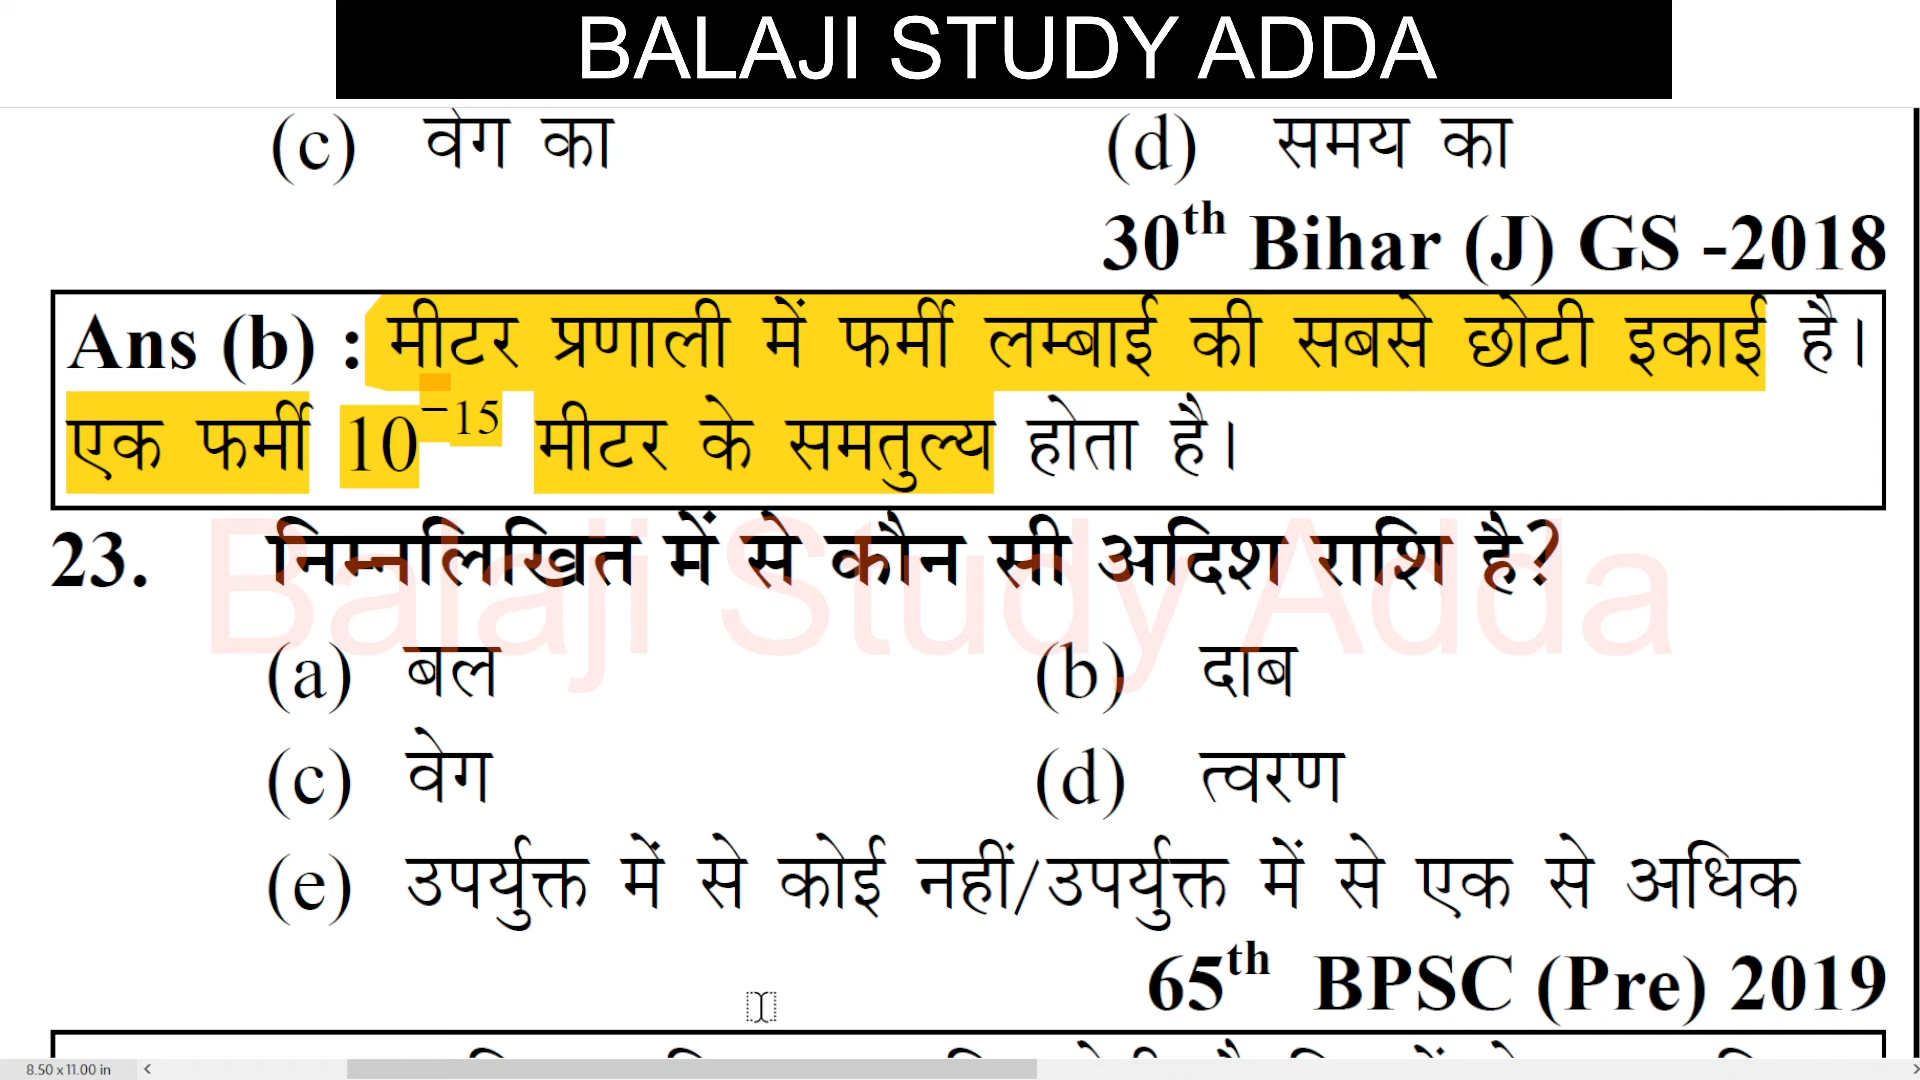 BALAJI STUDY ADDA
(c) वेग का (d) समय का
30th Bihar (J) GS -2018
Ans (b) : मीटर प्रणाली में फर्मी लम्बाई की सबसे छोटी इकाई है।
एक फर्मी 10⁻¹⁵ मीटर के समतुल्य होता है।
23. निम्नलिखित में से कौन सी अदिश राशि है?
Balaji Study Adda
(a) बल (b) दाब
(c) वेग (d) त्वरण
(e) उपर्युक्त में से कोई नहीं/उपर्युक्त में से एक से अधिक
65th BPSC (Pre) 2019
8.50 x 11.00 in